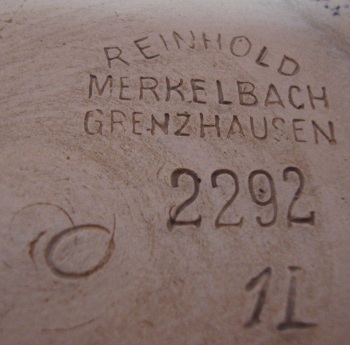 REINHOLD
MERKELBACH
GRENZHAUSEN
2292
1L